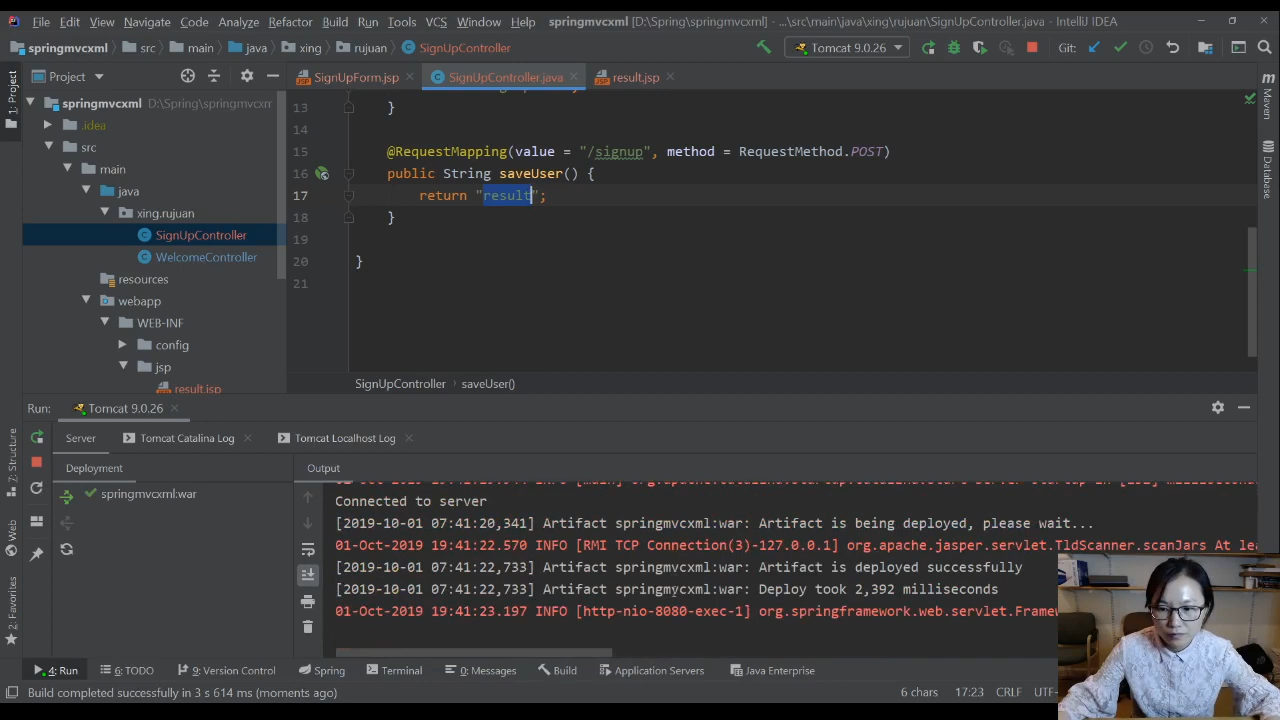 File Edit View Navigate Code Analyze Refactor Build Run Tools VCS Window Help springmvcxml [D:\Spring\springmvcxml] - ...\src\main\java\xing\rujuan\SignUpController.java - IntelliJ IDEA
springmvcxml src main java xing rujuan SignUpController Tomcat 9.0.26 Git:
Project SignUpForm.jsp SignUpController.java result.jsp
1: Project
springmvcxml D:\Spring\springmvcxml
.idea
src
main
java
xing.rujuan
SignUpController
WelcomeController
resources
webapp
WEB-INF
config
jsp
result.jsp
13 }
14
15 @RequestMapping(value = "/signup", method = RequestMethod.POST)
16 public String saveUser() {
17 return "result";
18 }
19
20 }
21
SignUpController saveUser()
Maven
Database
Run: Tomcat 9.0.26
Server Tomcat Catalina Log Tomcat Localhost Log
Deployment Output
springmvcxml:war
Connected to server
[2019-10-01 07:41:20,341] Artifact springmvcxml:war: Artifact is being deployed, please wait...
01-Oct-2019 19:41:22.570 INFO [RMI TCP Connection(3)-127.0.0.1] org.apache.jasper.servlet.TldScanner.scanJars At lea
[2019-10-01 07:41:22,733] Artifact springmvcxml:war: Artifact is deployed successfully
[2019-10-01 07:41:22,733] Artifact springmvcxml:war: Deploy took 2,392 milliseconds
01-Oct-2019 19:41:23.197 INFO [http-nio-8080-exec-1] org.springframework.web.servlet.Framew
7: Structure
Web
2: Favorites
4: Run 6: TODO 9: Version Control Spring Terminal 0: Messages Build Application Servers Java Enterprise
Build completed successfully in 3 s 614 ms (moments ago) 6 chars 17:23 CRLF UTF-